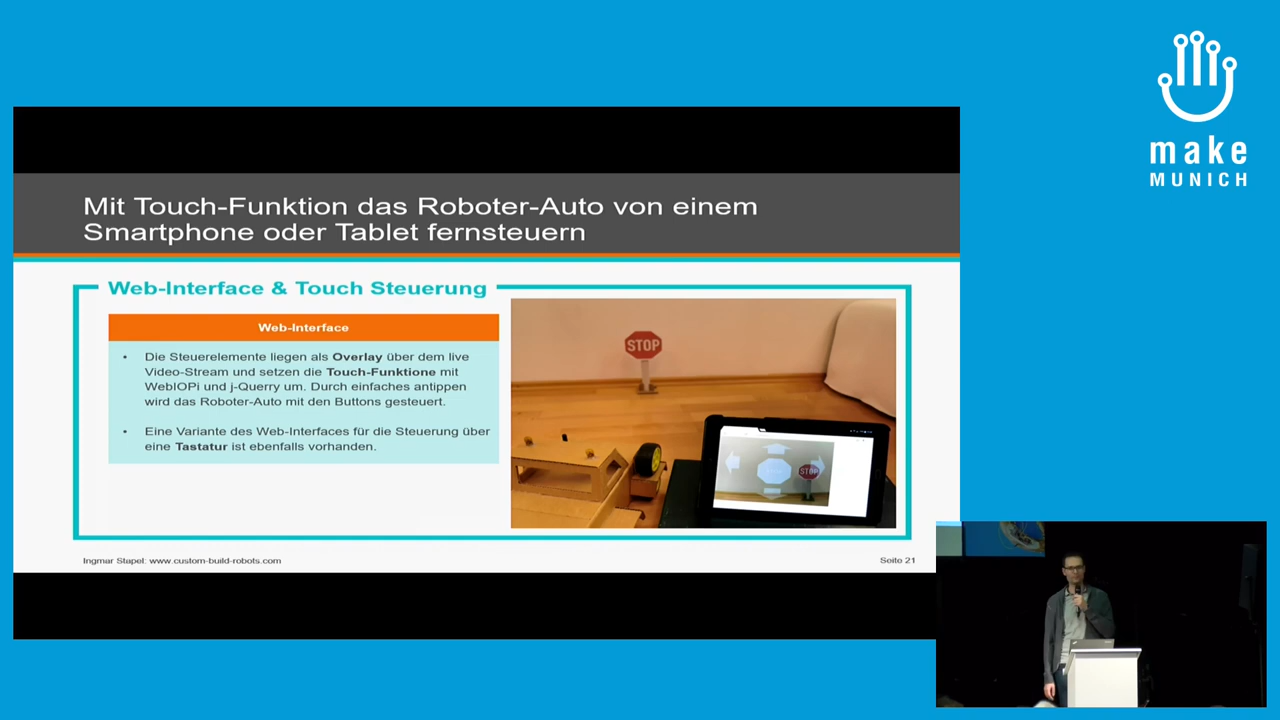 make
MUNICH
Mit Touch-Funktion das Roboter-Auto von einem
Smartphone oder Tablet fernsteuern
Web-Interface & Touch Steuerung
Web-Interface
• Die Steuerelemente liegen als Overlay über dem live
Video-Stream und setzen die Touch-Funktione mit
WebIOPi und j-Querry um. Durch einfaches antippen
wird das Roboter-Auto mit den Buttons gesteuert.
• Eine Variante des Web-Interfaces für die Steuerung über
eine Tastatur ist ebenfalls vorhanden.
STOP
STOP
Ingmar Stapel: www.custom-build-robots.com
Seite 21